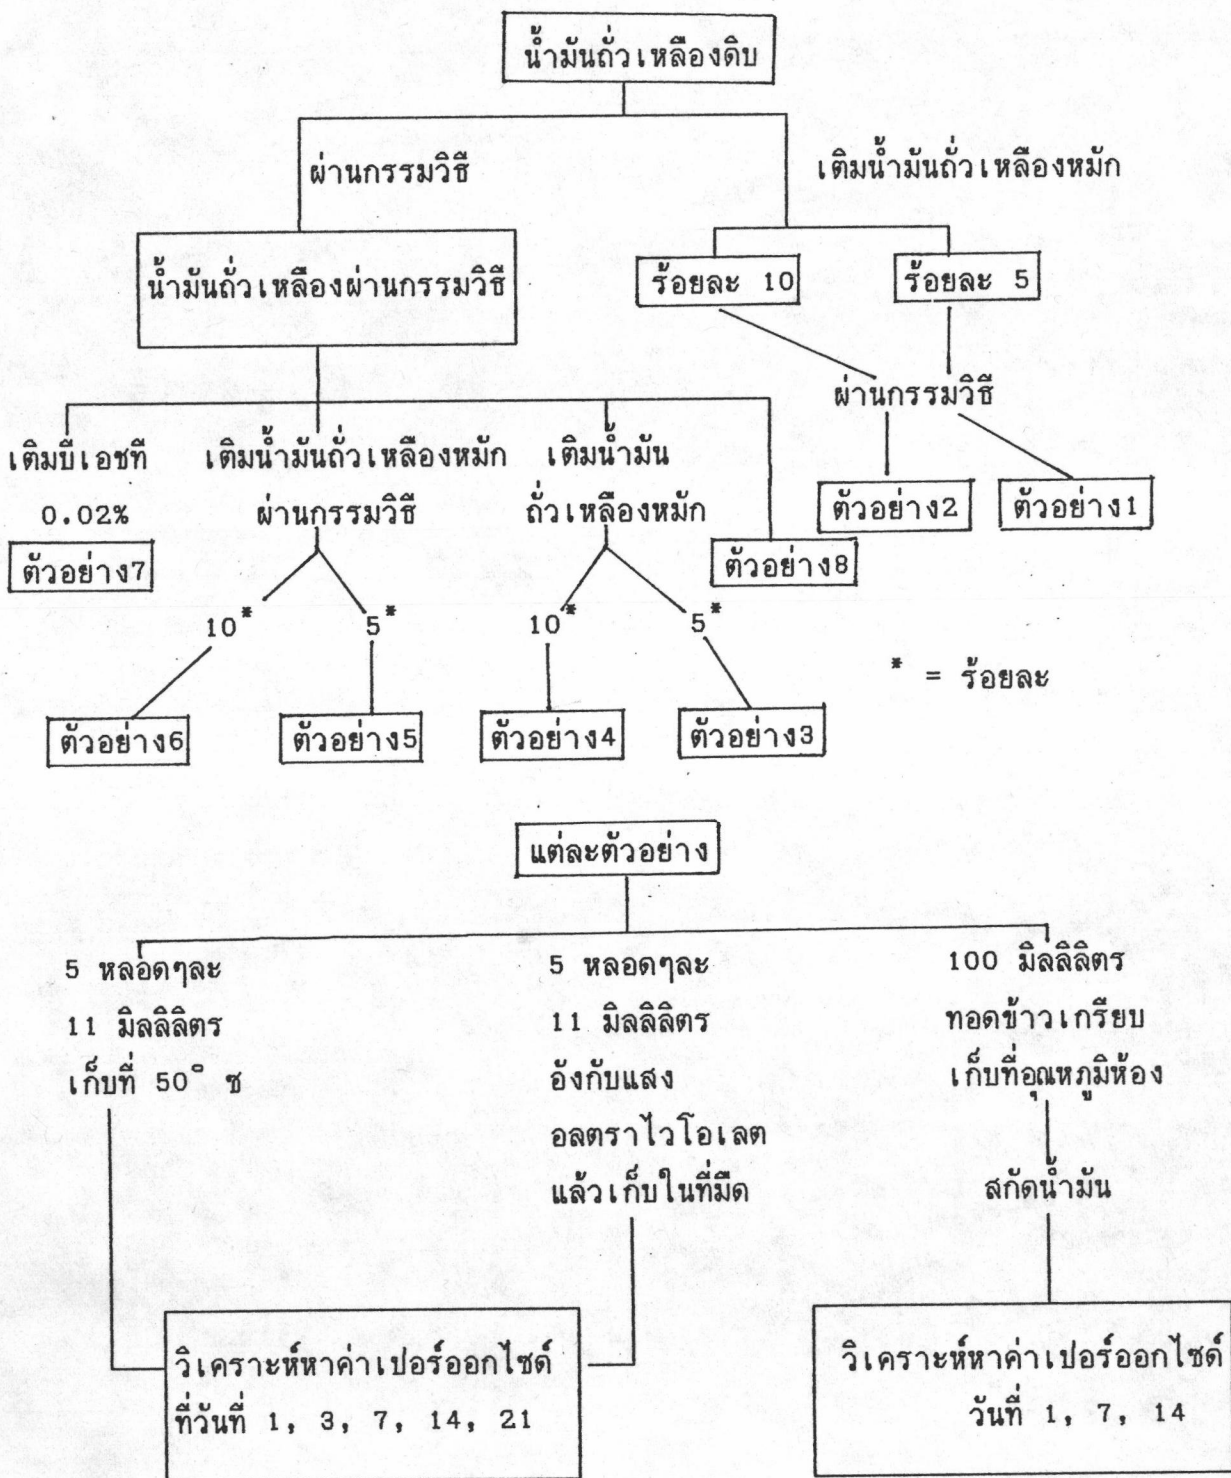 น้ำมันถั่วเหลืองดิบ
ผ่านกรรมวิธี
เติมน้ำมันถั่วเหลืองหมัก
น้ำมันถั่วเหลืองผ่านกรรมวิธี
ร้อยละ 10
ร้อยละ 5
ผ่านกรรมวิธี
เติมบีเอชที
0.02%
ตัวอย่าง7
เติมน้ำมันถั่วเหลืองหมัก
ผ่านกรรมวิธี
เติมน้ำมัน
ถั่วเหลืองหมัก
ตัวอย่าง8
ตัวอย่าง2
ตัวอย่าง1
10*
5*
10*
5*
* = ร้อยละ
ตัวอย่าง6
ตัวอย่าง5
ตัวอย่าง4
ตัวอย่าง3
แต่ละตัวอย่าง
5 หลอดๆละ
11 มิลลิลิตร
เก็บที่ 50° ซ
5 หลอดๆละ
11 มิลลิลิตร
อังกับแสง
อลตราไวโอเลต
แล้วเก็บในที่มืด
100 มิลลิลิตร
ทอดข้าวเกรียบ
เก็บที่อุณหภูมิห้อง
สกัดน้ำมัน
วิเคราะห์หาค่าเปอร์ออกไซด์
ที่วันที่ 1, 3, 7, 14, 21
วิเคราะห์หาค่าเปอร์ออกไซด์
วันที่ 1, 7, 14